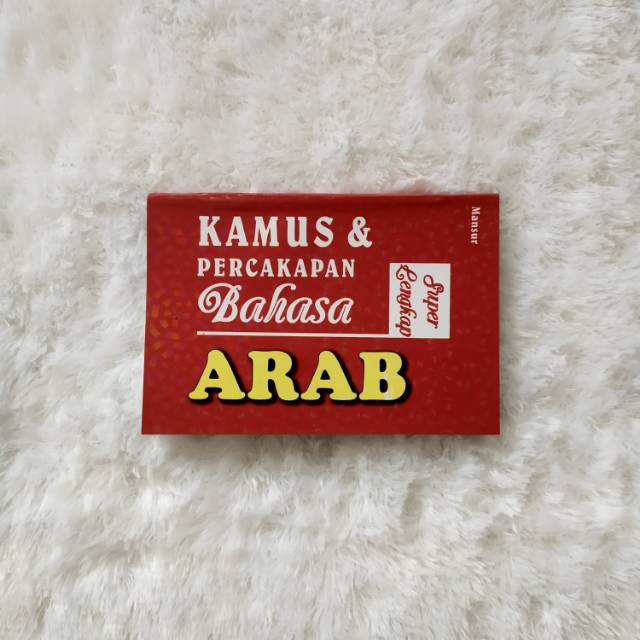 KAMUS &
PERCAKAPAN
Bahasa
ARAB
Super
Lengkap
Mansur